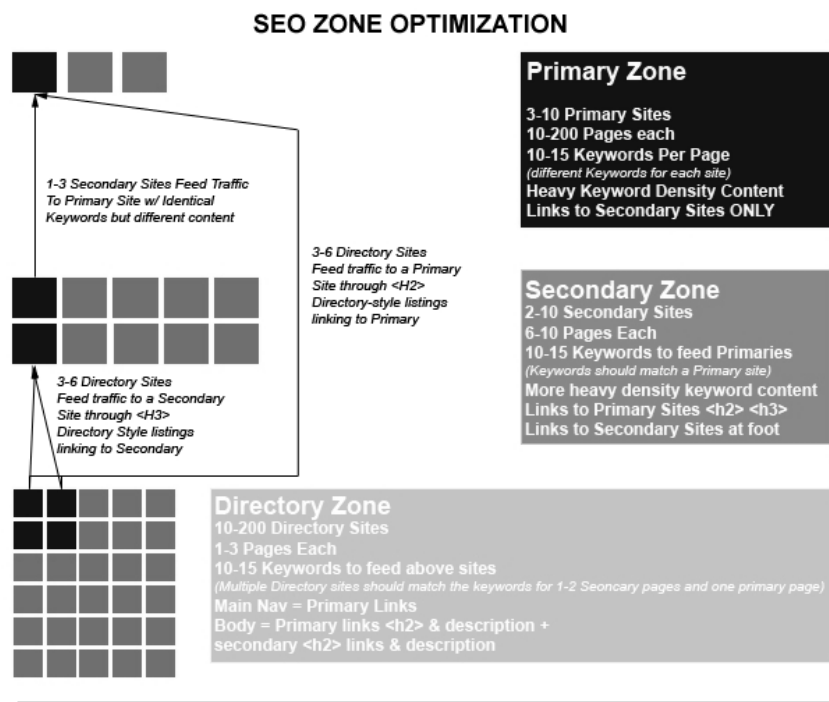 SEO ZONE OPTIMIZATION
Primary Zone
3-10 Primary Sites
10-200 Pages each
10-15 Keywords Per Page
(different Keywords for each site)
Heavy Keyword Density Content
Links to Secondary Sites ONLY
1-3 Secondary Sites Feed Traffic
To Primary Site w/ Identical
Keywords but different content
3-6 Directory Sites
Feed traffic to a Primary
Site through <H2>
Directory-style listings
linking to Primary
Secondary Zone
2-10 Secondary Sites
6-10 Pages Each
10-15 Keywords to feed Primaries
(Keywords should match a Primary site)
More heavy density keyword content
Links to Primary Sites <h2> <h3>
Links to Secondary Sites at foot
3-6 Directory Sites
Feed traffic to a Secondary
Site through <H3>
Directory Style listings
linking to Secondary
Directory Zone
10-200 Directory Sites
1-3 Pages Each
10-15 Keywords to feed above sites
(Multiple Directory sites should match the keywords for 1-2 Seoncary pages and one primary page)
Main Nav = Primary Links
Body = Primary links <h2> & description +
secondary <h2> links & description